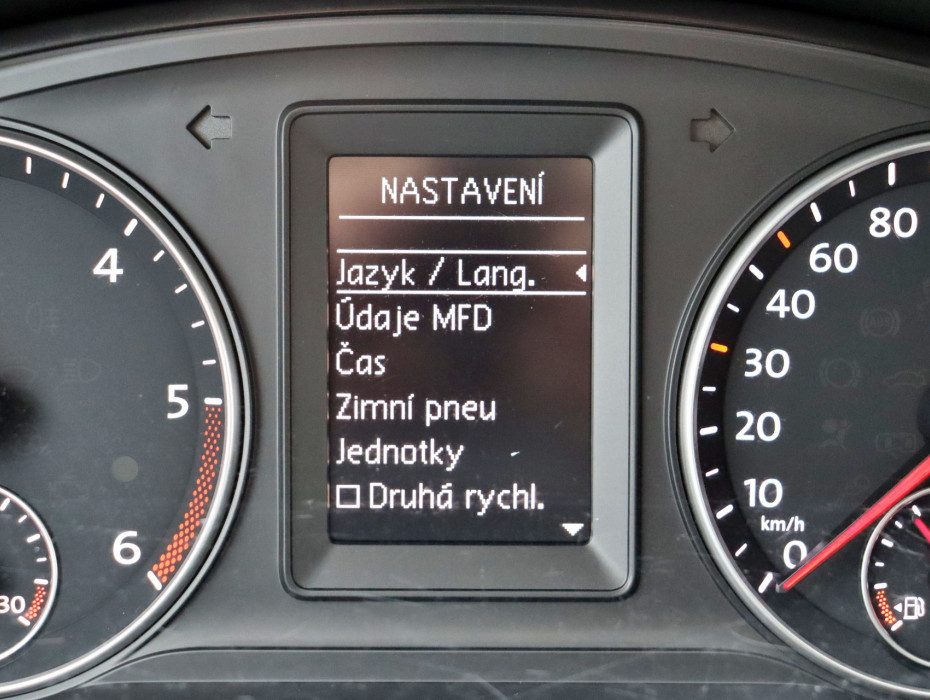 NASTAVENÍ
Jazyk / Lang.
Údaje MFD
Čas
Zimní pneu
Jednotky
Druhá rychl.
4
5
6
30
80
60
40
30
20
10
km/h
0